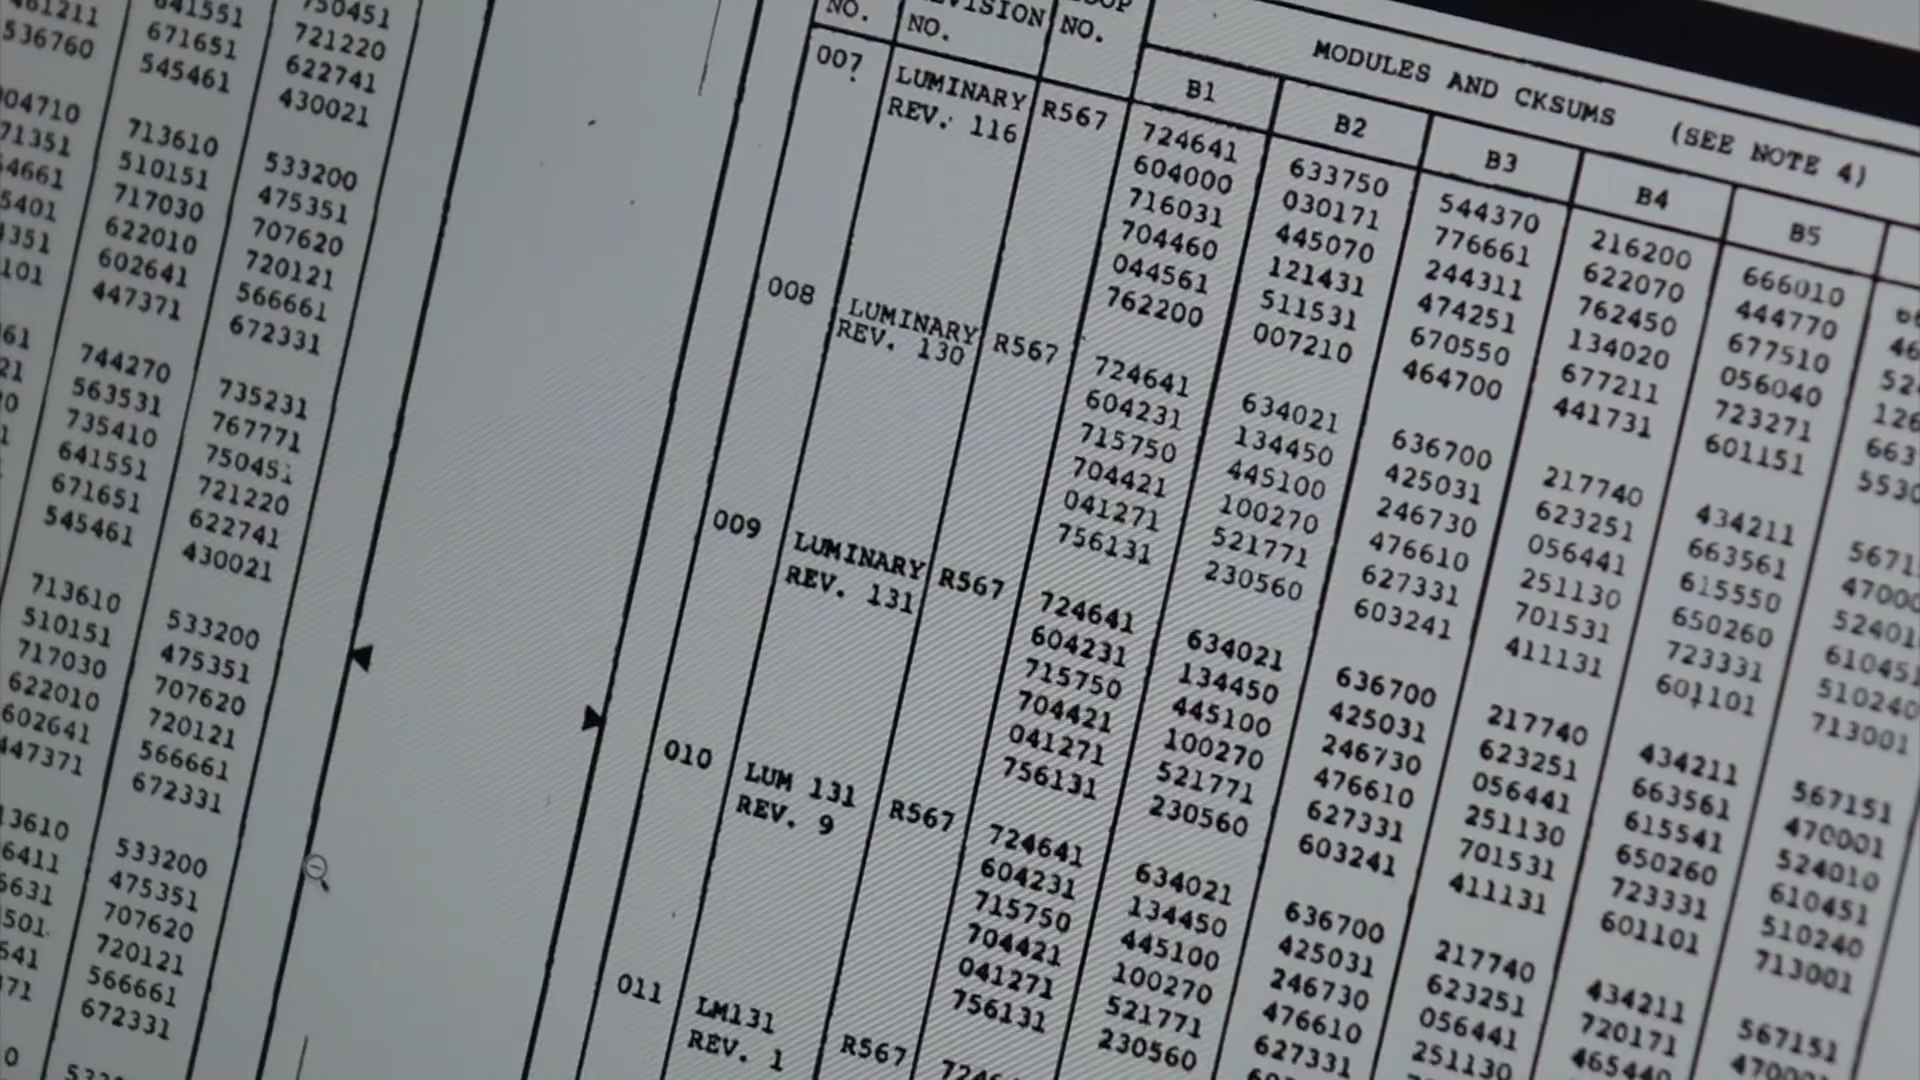 750451
641551 721220
461211 671651 622741
536760 545461 430021
713610 533200
510151 475351
717030 707620
622010 720121
602641 566661
447371 672331
744270 735231
563531 767771
735410 750451
641551 721220
671651 622741
545461 430021
713610 533200
510151 475351
717030 707620
622010 720121
602641 566661
447371 672331
533200
475351
707620
720121
566661
672331
NO. NO. NO. MODULES AND CKSUMS (SEE NOTE 4)
B1 B2 B3 B4 B5
007 LUMINARY R567 724641 633750 544370 216200 666010
REV. 116 604000 030171 776661 622070 444770
716031 445070 244311 762450 677510
704460 121431 474251 134020 056040
044561 511531 670550 677211 723271
762200 007210 464700 441731 601151
008 LUMINARY R567 724641 634021 636700 217740 434211
REV. 130 604231 134450 425031 623251 663561
715750 445100 246730 056441 615550
704421 100270 476610 251130 650260 610451
041271 521771 627331 701531 723331 510240
756131 230560 603241 411131 601101 713001
009 LUMINARY R567 724641 634021 636700 217740 434211 567151
REV. 131 604231 134450 425031 623251 663561 470001
715750 445100 246730 056441 615541 524010
704421 100270 476610 251130 650260 610451
041271 521771 627331 701531 723331 510240
756131 230560 603241 411131 601101 713001
010 LUM 131 R567 724641 634021 636700 217740 434211 567151
REV. 9 604231 134450 425031 623251 720171
715750 445100 246730 056441 465440
704421 100270 476610 251130
041271 521771 627331
756131 230560
011 LM131 R567
REV. 1